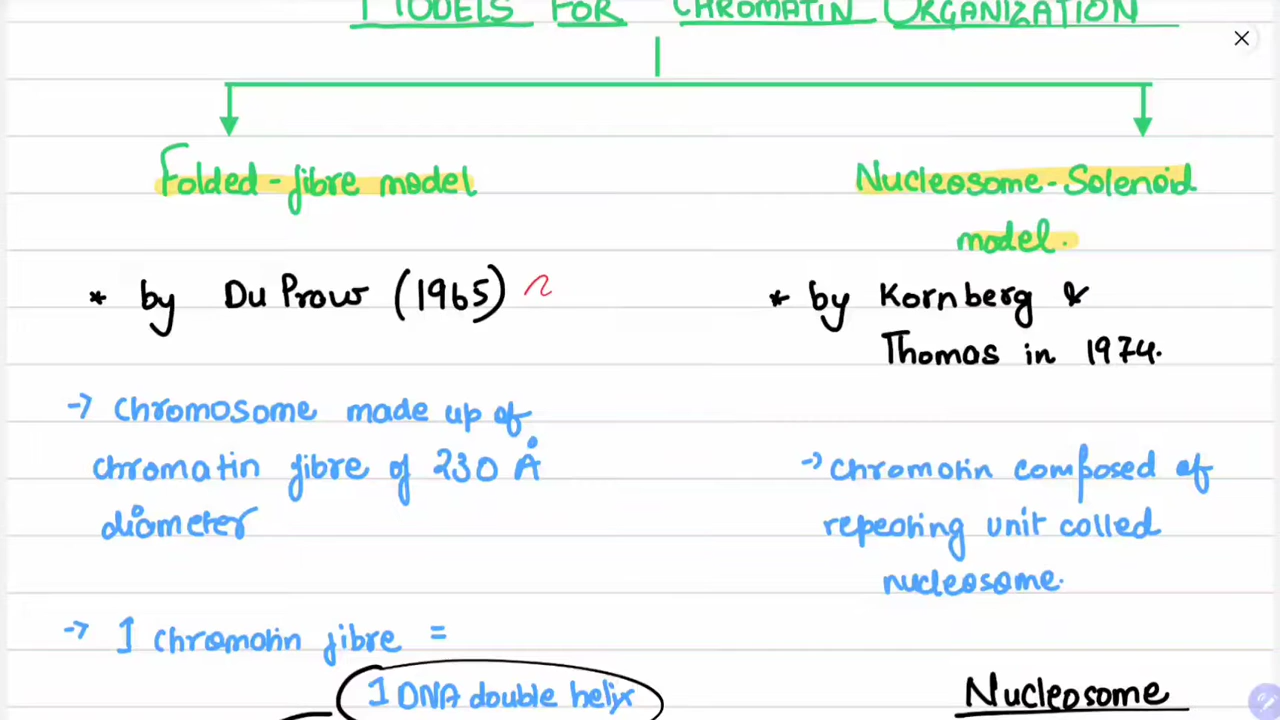 MODELS FOR CHROMATIN ORGANIZATION
Folded-fibre model
* by DuPraw (1965)
→ Chromosome made up of
chromatin fibre of 230 Å
diameter
→ 1 chromatin fibre =
1 DNA double helix
Nucleosome-Solenoid
model.
* by Kornberg &
Thomas in 1974.
→ chromatin composed of
repeating unit called
nucleosome.
Nucleosome